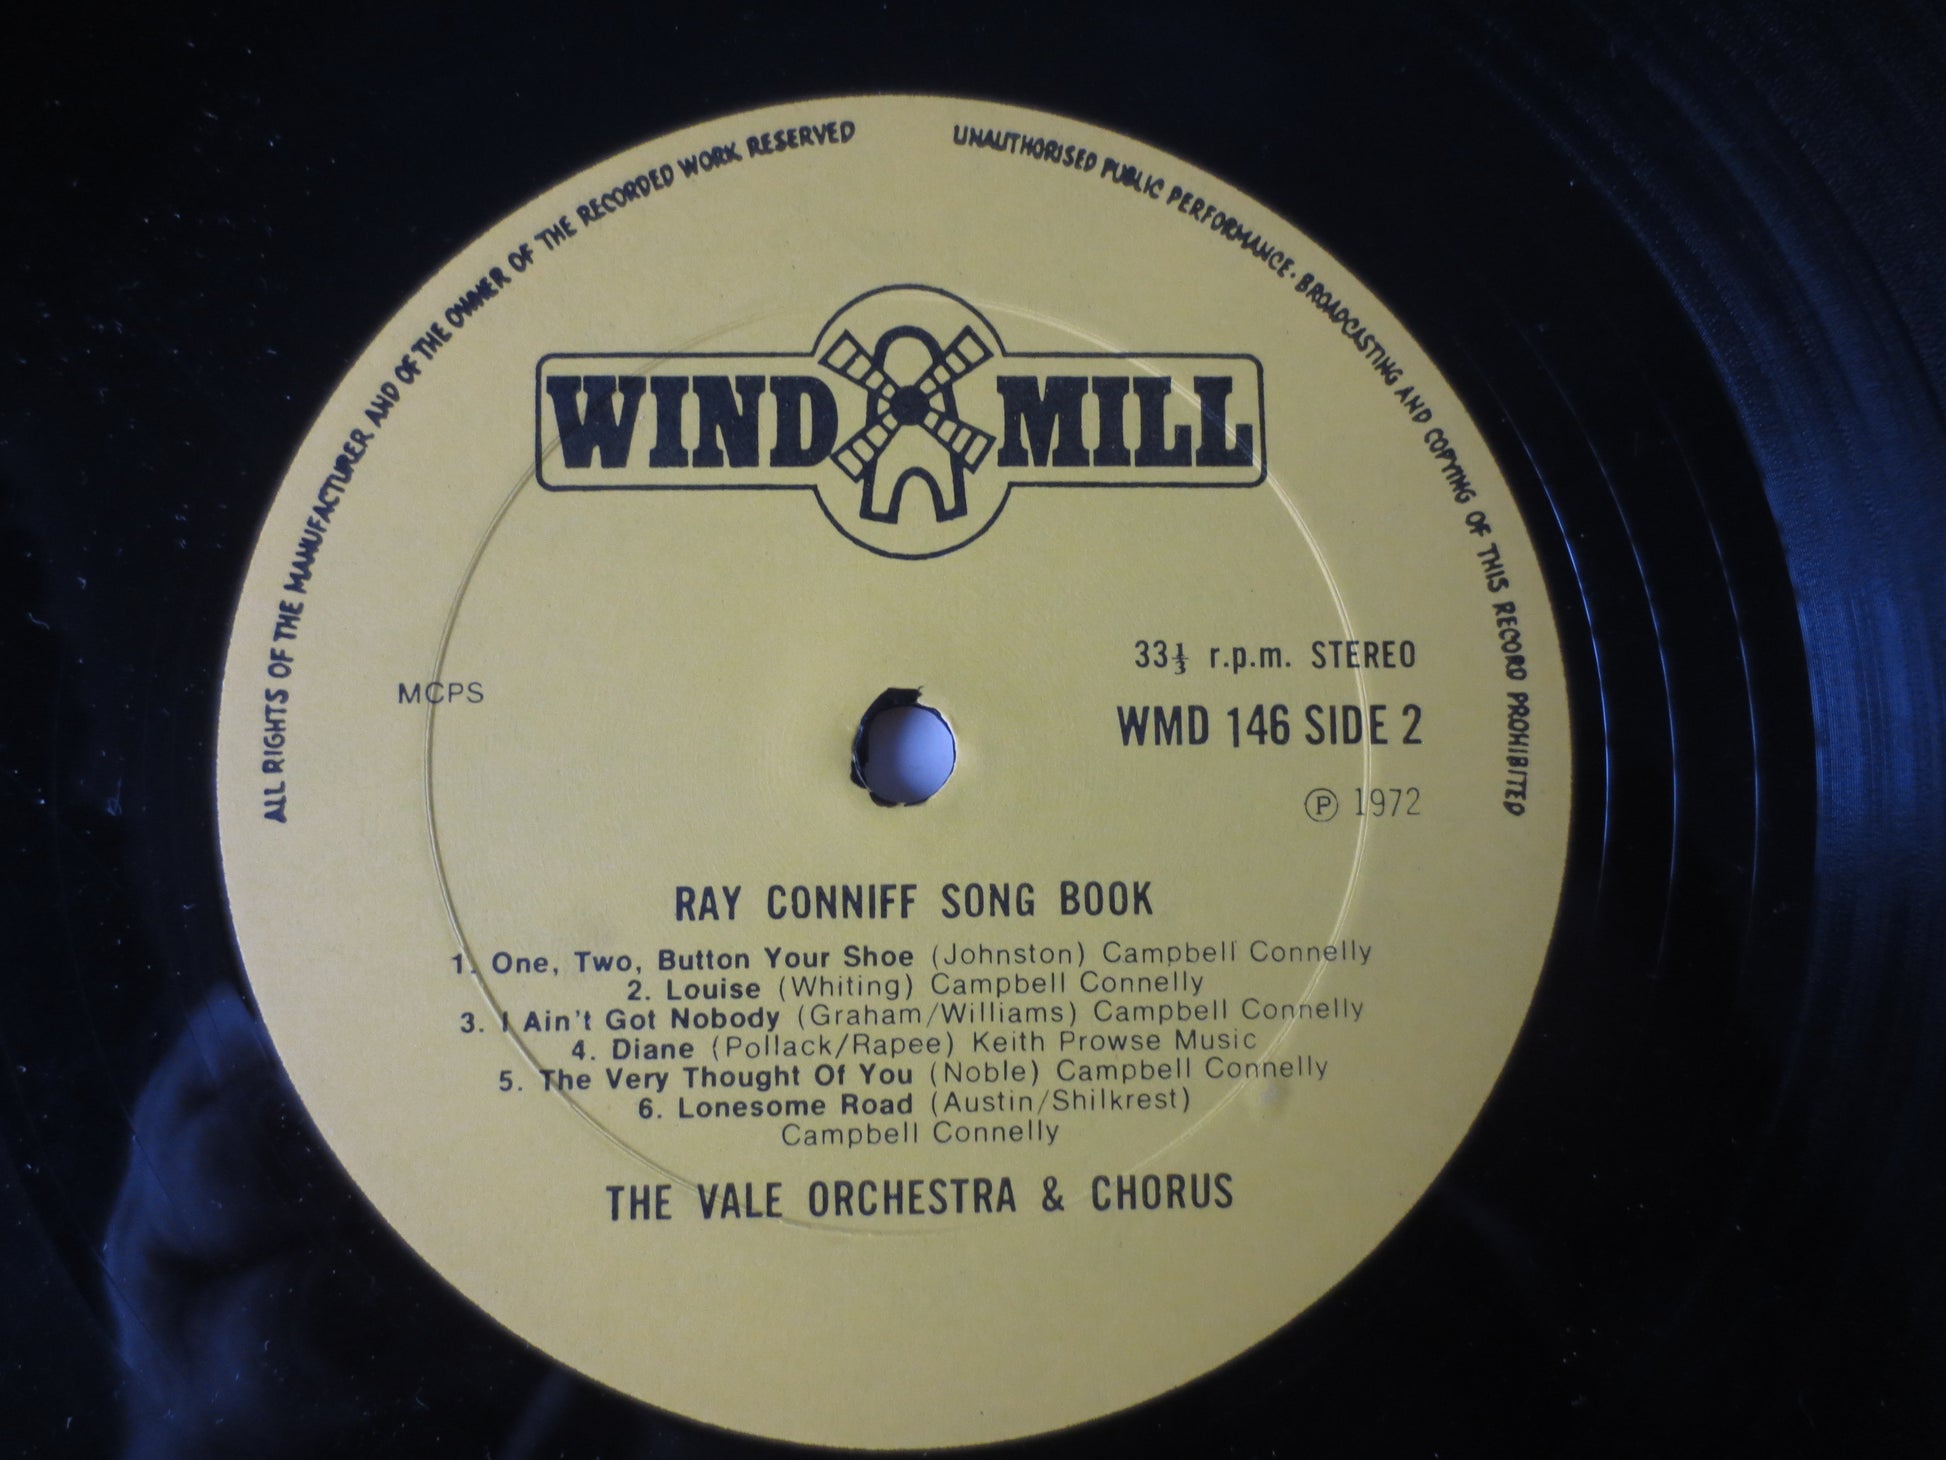 ALL RIGHTS OF THE MANUFACTURER AND OF THE OWNER OF THE RECORDED WORK RESERVED
UNAUTHORISED PUBLIC PERFORMANCE · BROADCASTING AND COPYING OF THIS RECORD PROHIBITED
WIND MILL
33⅓ r.p.m. STEREO
MCPS
WMD 146 SIDE 2
Ⓟ 1972
RAY CONNIFF SONG BOOK
1. One, Two, Button Your Shoe (Johnston) Campbell Connelly
2. Louise (Whiting) Campbell Connelly
3. I Ain't Got Nobody (Graham/Williams) Campbell Connelly
4. Diane (Pollack/Rapee) Keith Prowse Music
5. The Very Thought Of You (Noble) Campbell Connelly
6. Lonesome Road (Austin/Shilkrest)
Campbell Connelly
THE VALE ORCHESTRA & CHORUS